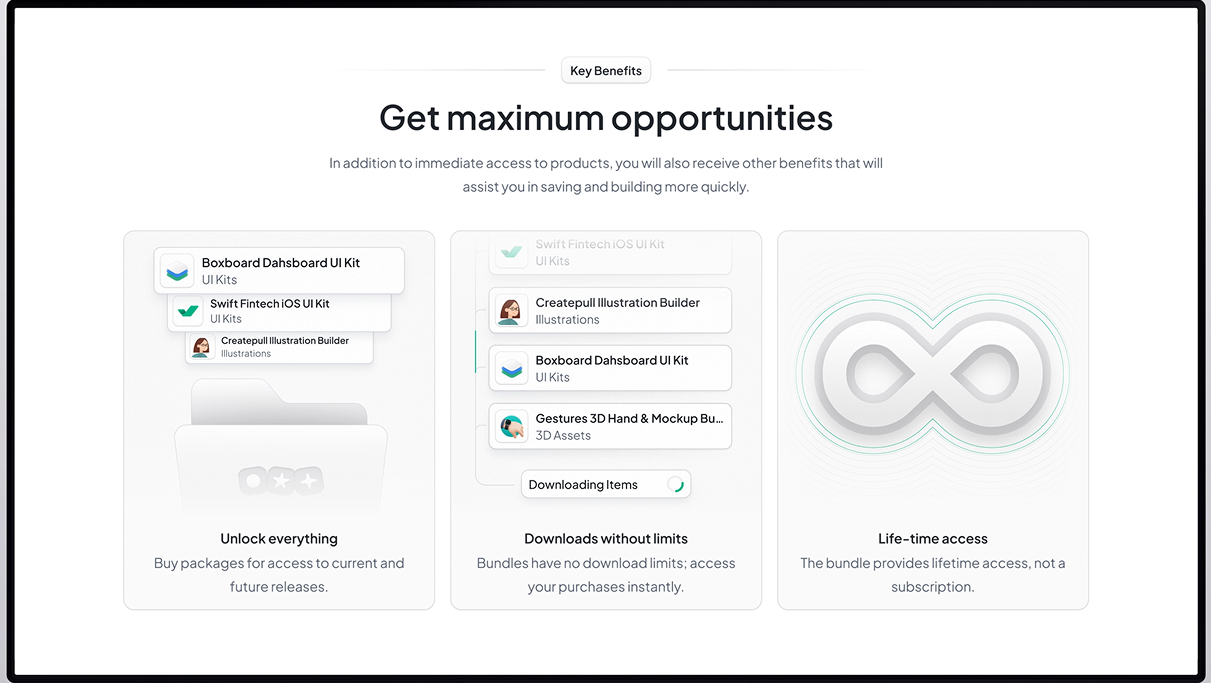 Key Benefits
Get maximum opportunities
In addition to immediate access to products, you will also receive other benefits that will
assist you in saving and building more quickly.
Boxboard Dahsboard UI Kit
UI Kits
Swift Fintech iOS UI Kit
UI Kits
Createpull Illustration Builder
Illustrations
Unlock everything
Buy packages for access to current and
future releases.
Swift Fintech iOS UI Kit
UI Kits
Createpull Illustration Builder
Illustrations
Boxboard Dahsboard UI Kit
UI Kits
Gestures 3D Hand & Mockup Bu...
3D Assets
Downloading Items
Downloads without limits
Bundles have no download limits; access
your purchases instantly.
Life-time access
The bundle provides lifetime access, not a
subscription.